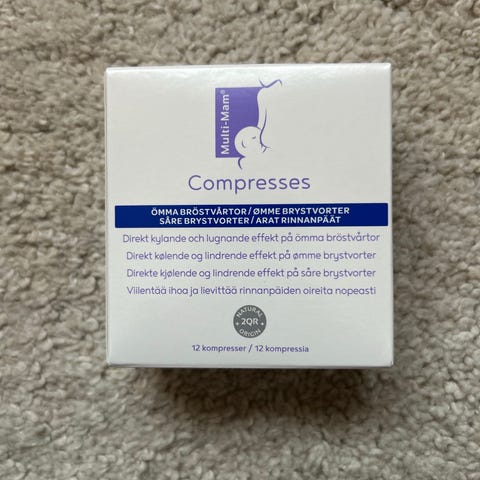 Multi-Mam®
Compresses
ÖMMA BRÖSTVÅRTOR/ØMME BRYSTVORTER
SÅRE BRYSTVORTER/ARAT RINNANPÄÄT
Direkt kylande och lugnande effekt på ömma bröstvårtor
Direkt kølende og lindrende effekt på ømme brystvorter
Direkte kjølende og lindrende effekt på såre brystvorter
Viilentää ihoa ja lievittää rinnanpäiden oireita nopeasti
NATURAL
2QR
ORIGIN
12 kompresser / 12 kompressia